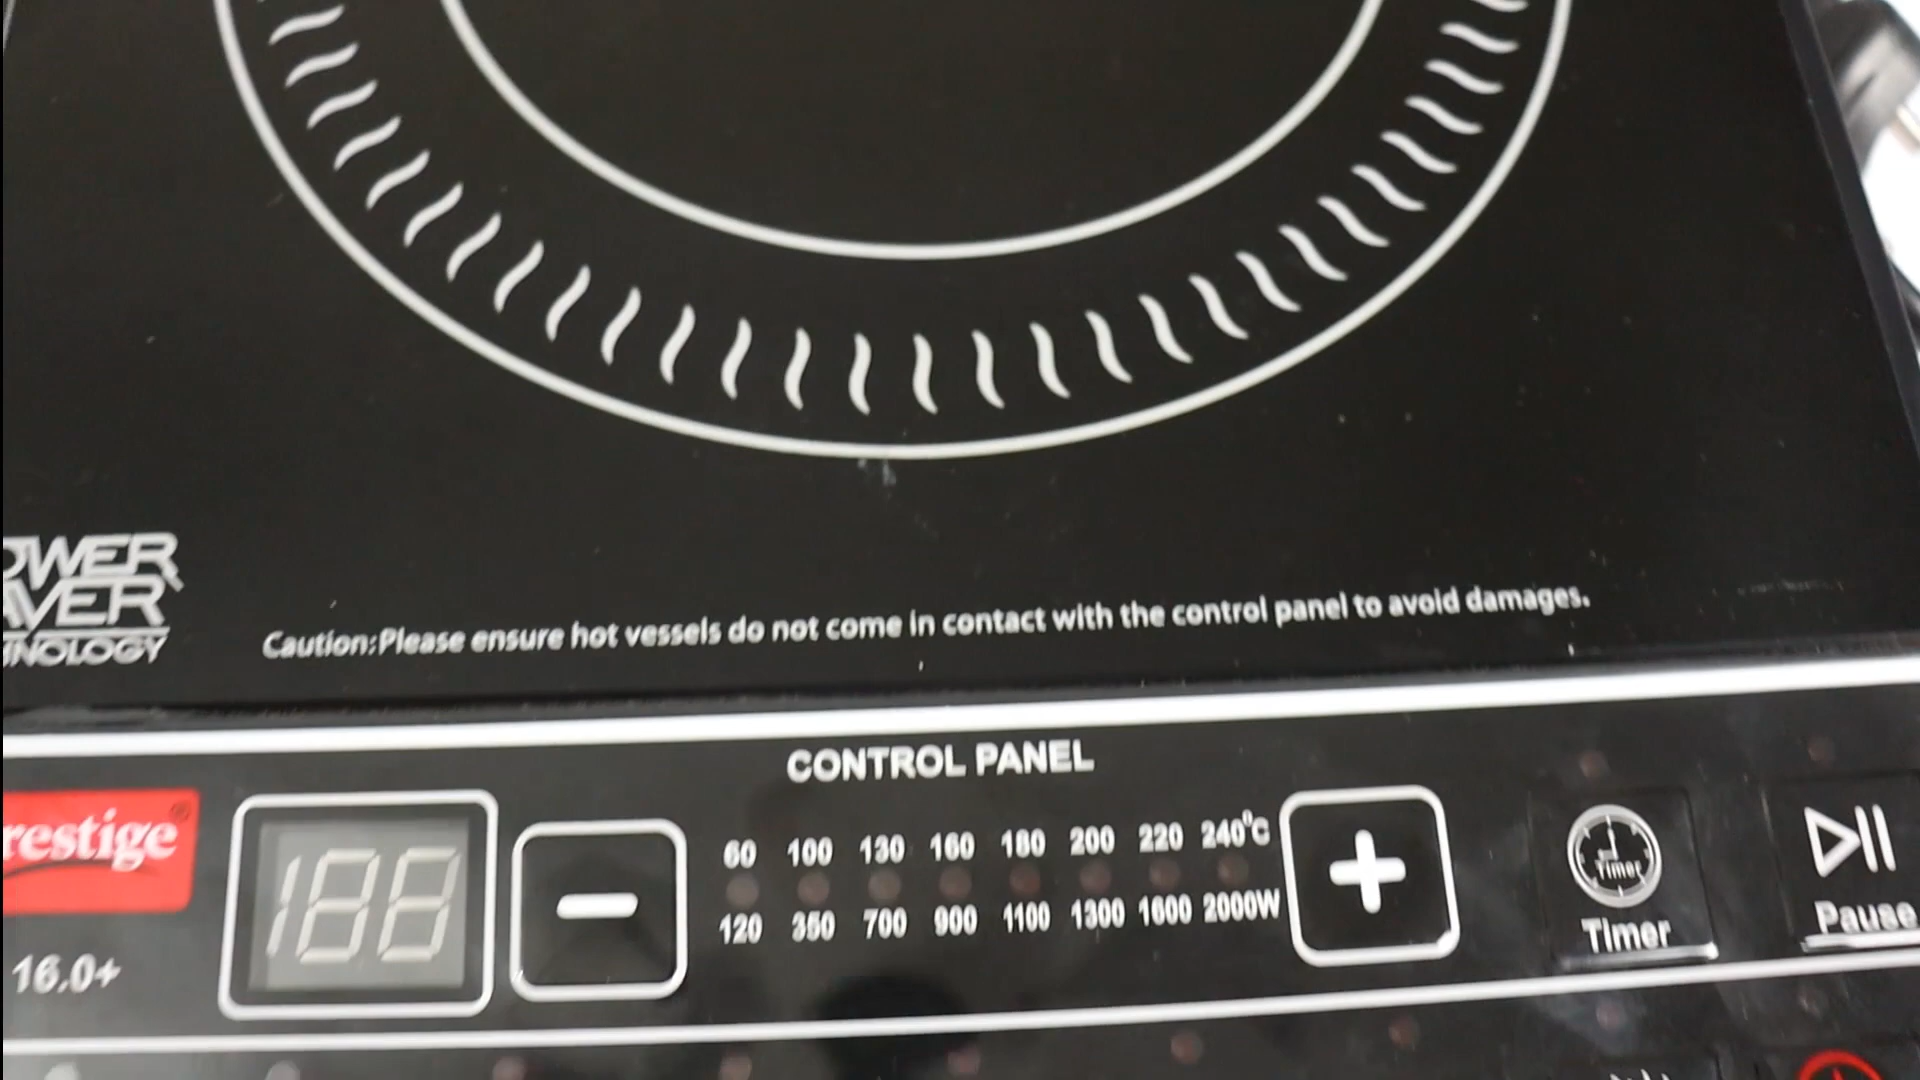 OWER
AVER
NOLOGY
Caution:Please ensure hot vessels do not come in contact with the control panel to avoid damages.
CONTROL PANEL
restige®
16.0+
188
60 100 130 160 180 200 220 240°C
120 350 700 900 1100 1300 1600 2000W
Timer
Timer
Pause